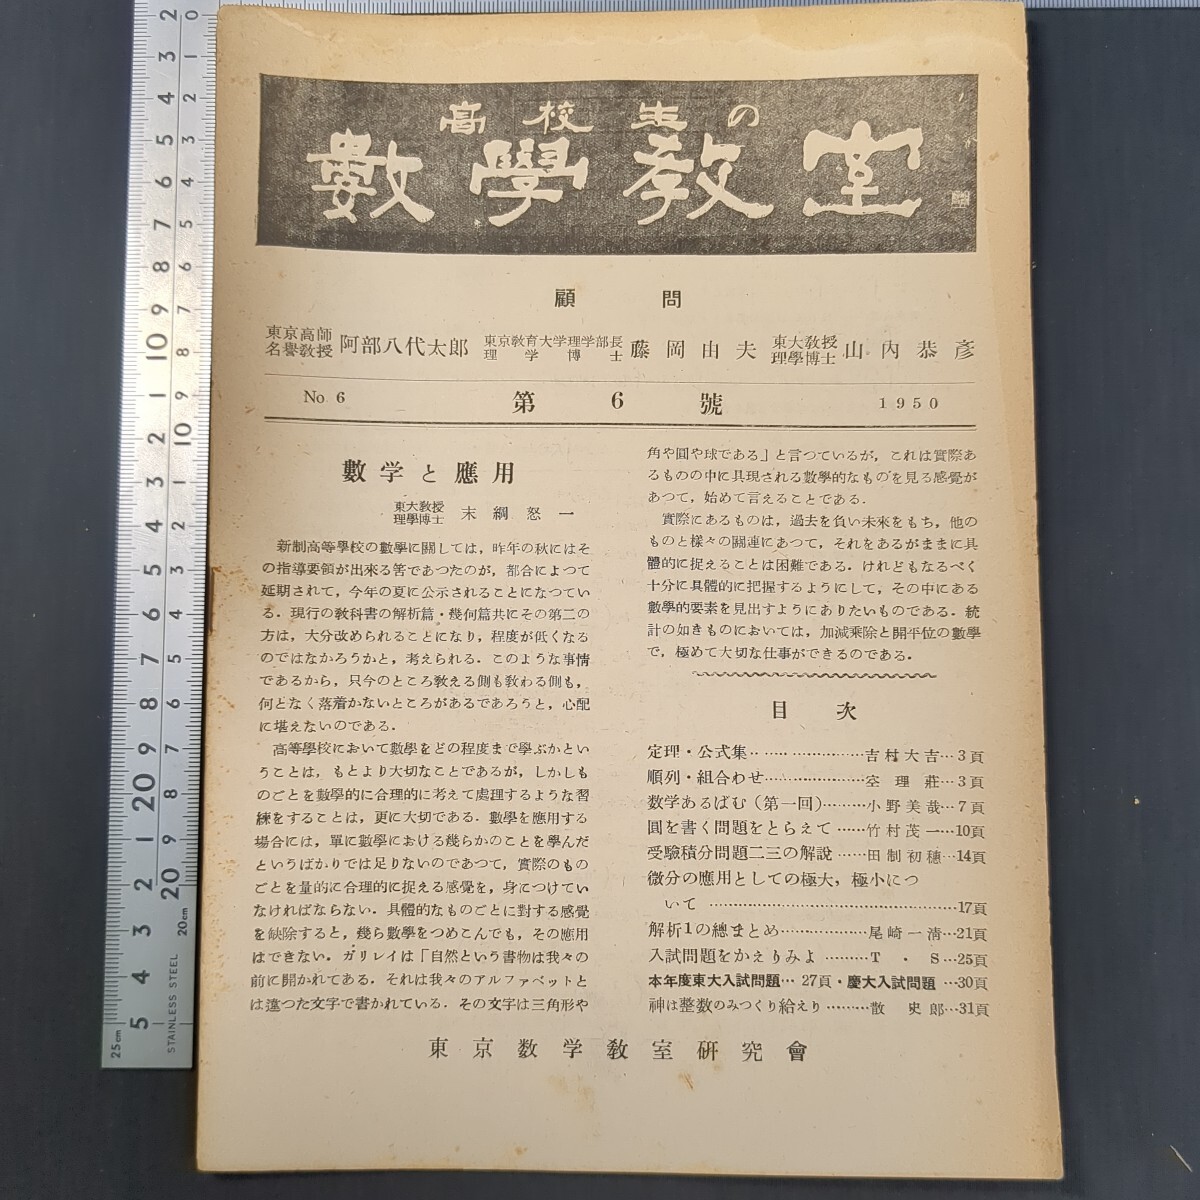 高校生の
數學教室
顧問
東京高師
名譽教授 阿部八代太郎
東京教育大学理学部長
理学博士 藤岡由夫
東大教授
理學博士 山内恭彦
No. 6 第6號 1950
數学と應用
東大教授
理學博士 末綱恕一
新制高等學校の數學に關しては，昨年の秋にはそ
の指導要領が出來る筈であつたのが，都合によつて
延期されて，今年の夏に公示されることになつてい
る．現行の教科書の解析篇・幾何篇共にその第二の
方は，大分改められることになり，程度が低くなる
のではなかろうかと，考えられる．このような事情
であるから，只今のところ教える側も教わる側も，
何となく落着かないところがあるであろうと，心配
に堪えないのである．
高等學校において數學をどの程度まで學ぶかとい
うことは，もとより大切なことであるが，しかしも
のごとを數學的に合理的に考えて處理するような習
練をすることは，更に大切である．數學を應用する
場合には，單に數學における幾らかのことを學んだ
というばかりでは足りないのであつて，實際のもの
ごとを量的に合理的に捉える感覺を，身につけてい
なければならない．具體的なものごとに對する感覺
を缺除すると，幾ら數學をつめこんでも，その應用
はできない．ガリレイは「自然という書物は我々の
前に開かれてある．それは我々のアルファベットと
は違つた文字で書かれている．その文字は三角形や
角や圓や球である」と言つているが，これは實際あ
るものの中に具現される數學的なものを見る感覺が
あつて，始めて言えることである．
實際にあるものは，過去を負い未來をもち，他の
ものと樣々の關連にあつて，それをあるがままに具
體的に捉えることは困難である．けれどもなるべく
十分に具體的に把握するようにして，その中にある
數學的要素を見出すようにありたいものである．統
計の如きものにおいては，加減乘除と開平位の數學
で，極めて大切な仕事ができるのである．
目次
定理・公式集……………吉村大吉…3頁
順列・組合わせ……………空理莊…3頁
数学あるばむ（第一回）………小野美哉…7頁
圓を書く問題をとらえて……竹村茂一…10頁
受驗積分問題二三の解說……田制初穗…14頁
微分の應用としての極大，極小につ
いて………………………………17頁
解析1の總まとめ……………尾崎一清…21頁
入試問題をかえりみよ………T・S…25頁
本年度東大入試問題…27頁・慶大入試問題…30頁
神は整数のみつくり給えり………散史郎…31頁
東京数学教室研究會
25cm
20cm
STAINLESS STEEL